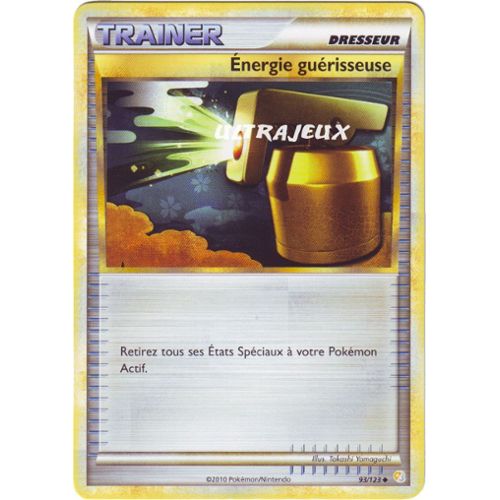 TRAINER
DRESSEUR
Énergie guérisseuse
ULTRAJEUX
Retirez tous ses États Spéciaux à votre Pokémon
Actif.
Illus. Takashi Yamaguchi
©2010 Pokémon/Nintendo
93/123